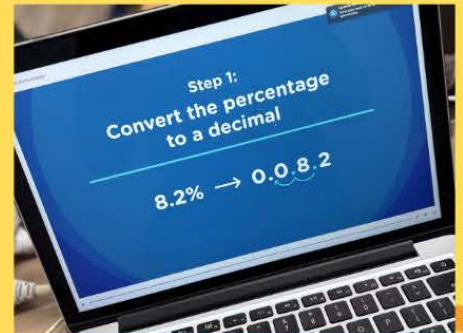 Step 1:
Convert the percentage
to a decimal
8.2% → 0.0.8.2